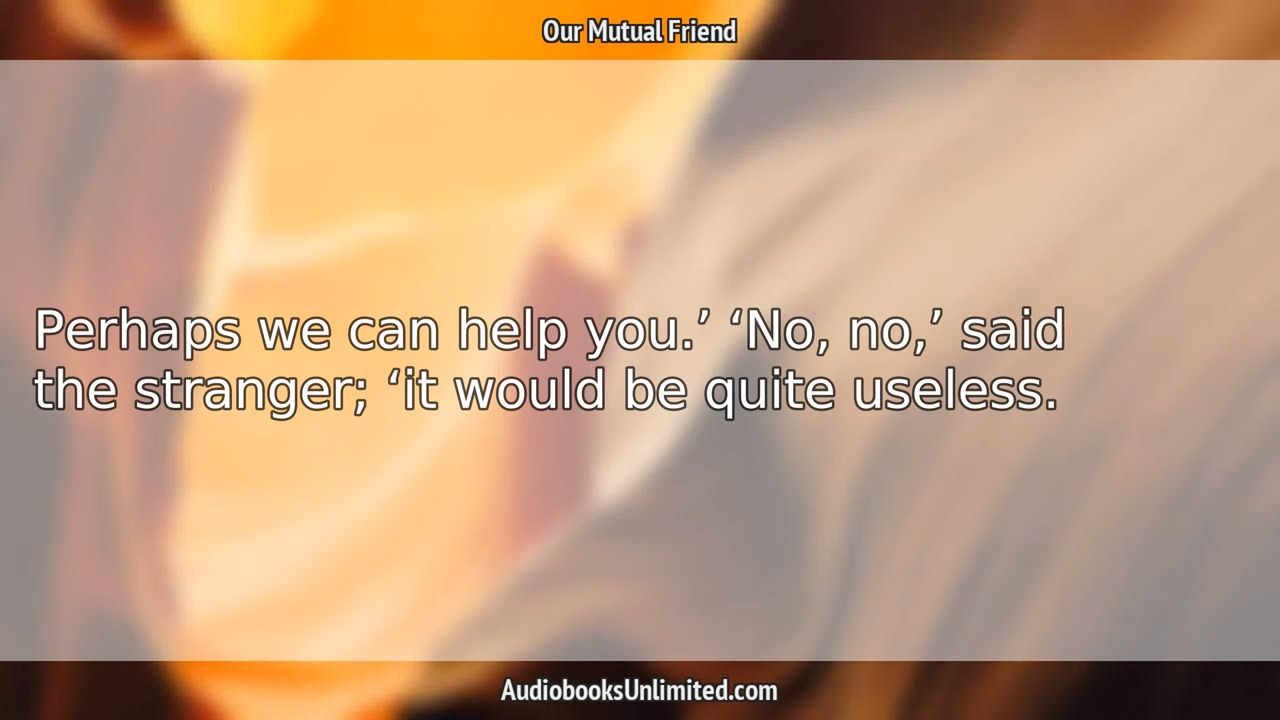 Our Mutual Friend
Perhaps we can help you.’ ‘No, no,’ said
the stranger; ‘it would be quite useless.
AudiobooksUnlimited.com